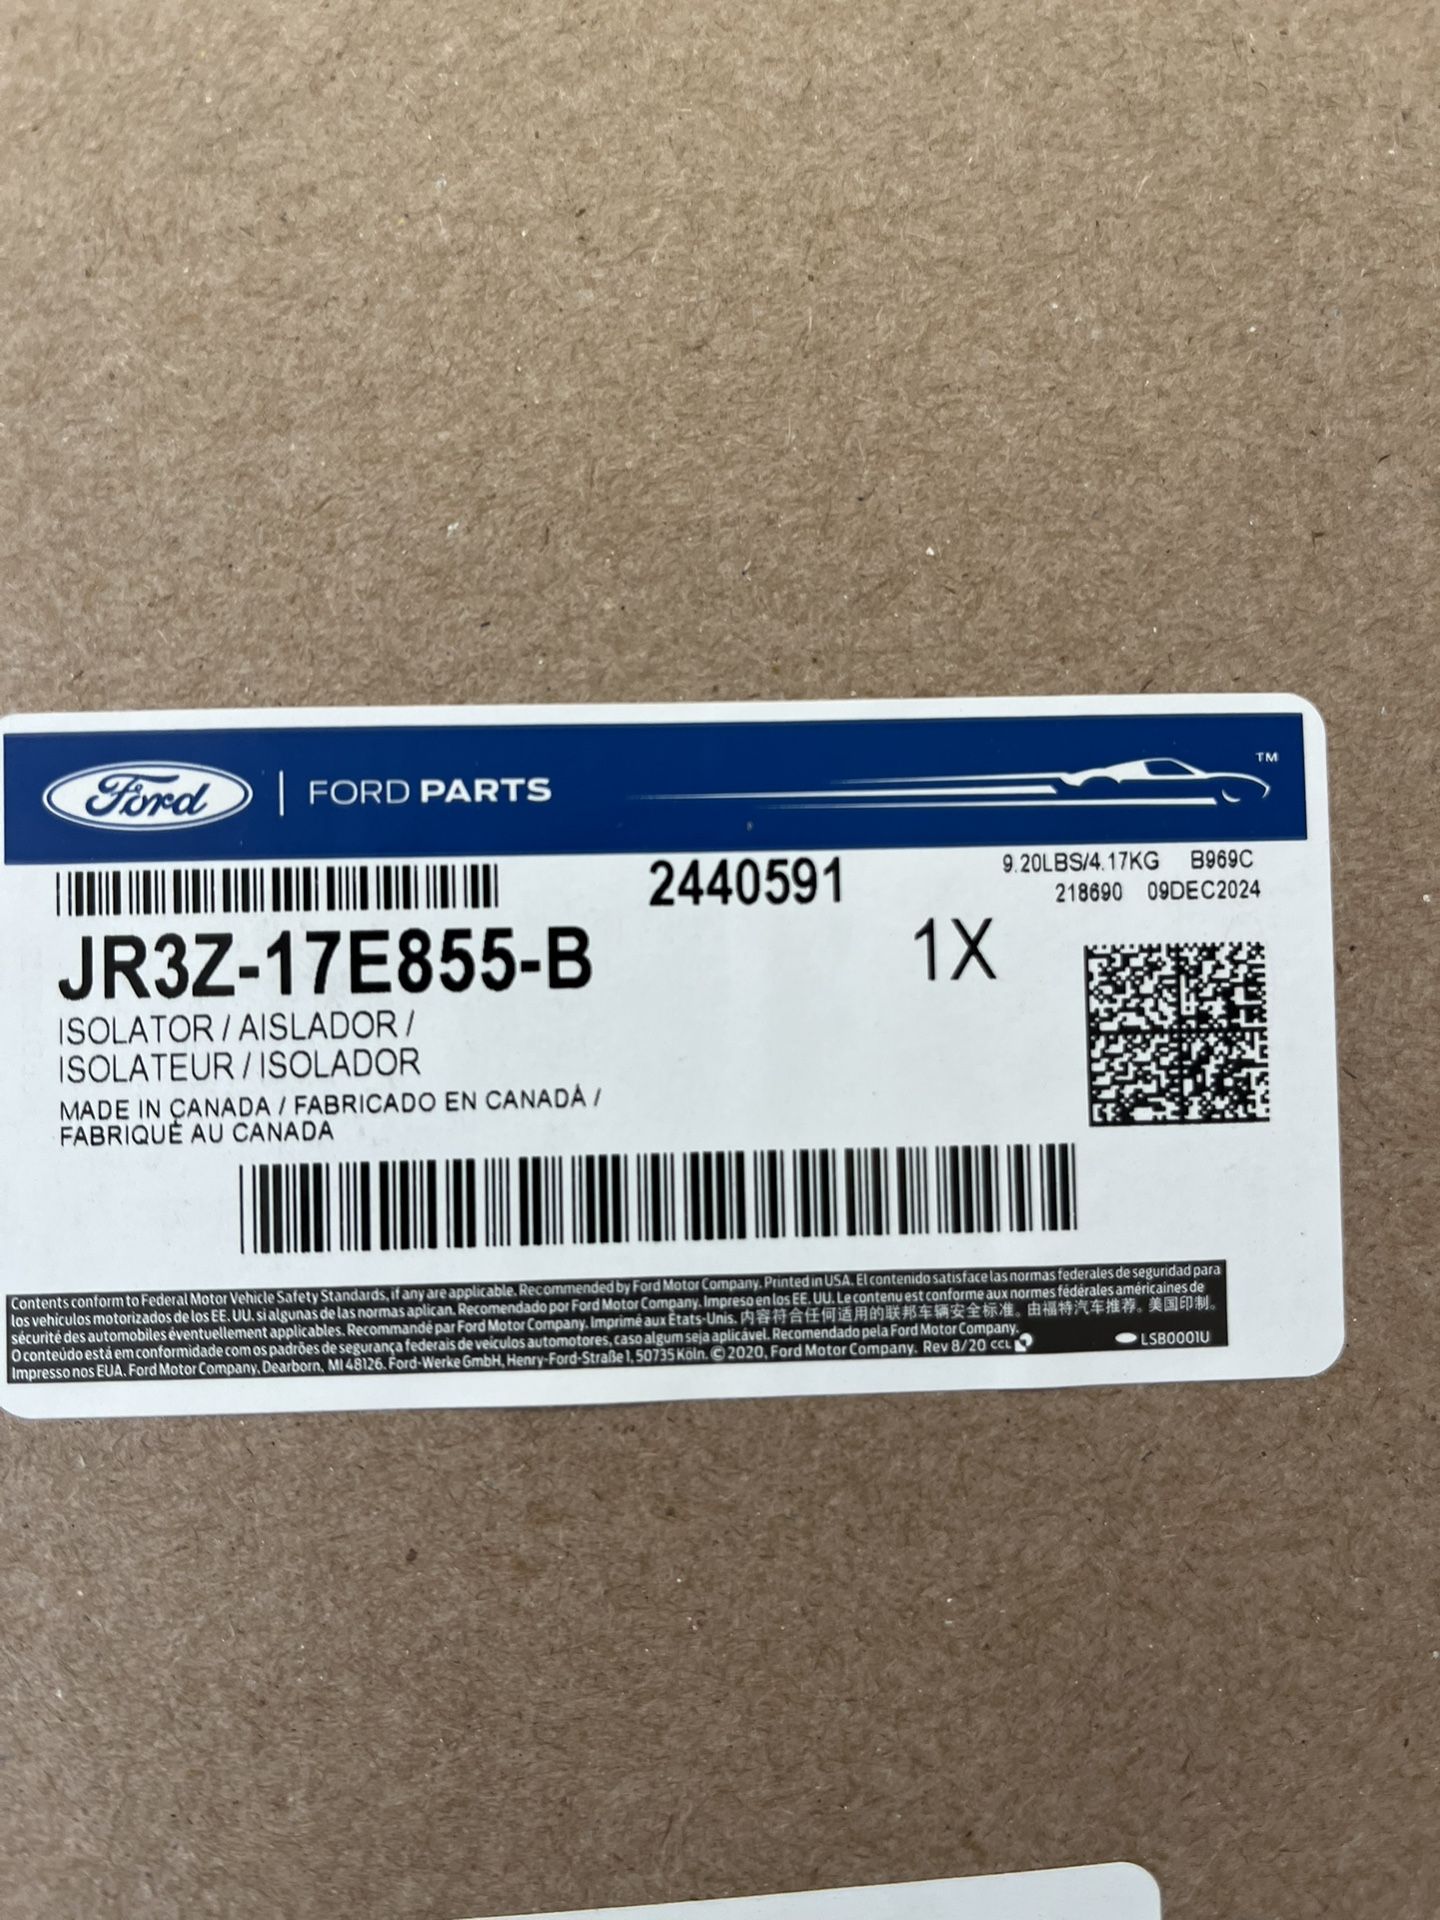 Ford | FORD PARTS
TM
2440591
9.20LBS/4.17KG B969C
218690 09DEC2024
JR3Z-17E855-B
1X
ISOLATOR / AISLADOR /
ISOLATEUR / ISOLADOR
MADE IN CANADA / FABRICADO EN CANADÁ /
FABRIQUÉ AU CANADA
Contents conform to Federal Motor Vehicle Safety Standards, if any are applicable. Recommended by Ford Motor Company. Printed in USA. El contenido satisface las normas federales de seguridad para
los vehículos motorizados de los EE. UU. si algunas de las normas aplican. Recomendado por Ford Motor Company. Impreso en los EE. UU. Le contenu est conforme aux normes fédérales américaines de
sécurité des automobiles éventuellement applicables. Recommandé par Ford Motor Company. Imprimé aux États-Unis. 内容符合任何适用的联邦车辆安全标准。由福特汽车推荐。美国印制。
O conteúdo está em conformidade com os padrões de segurança federais de veículos automotores, caso algum seja aplicável. Recomendado pela Ford Motor Company.
Impresso nos EUA. Ford Motor Company, Dearborn, MI 48126. Ford-Werke GmbH, Henry-Ford-Straße 1, 50735 Köln. © 2020, Ford Motor Company. Rev 8/20 CCL
LSB0001U